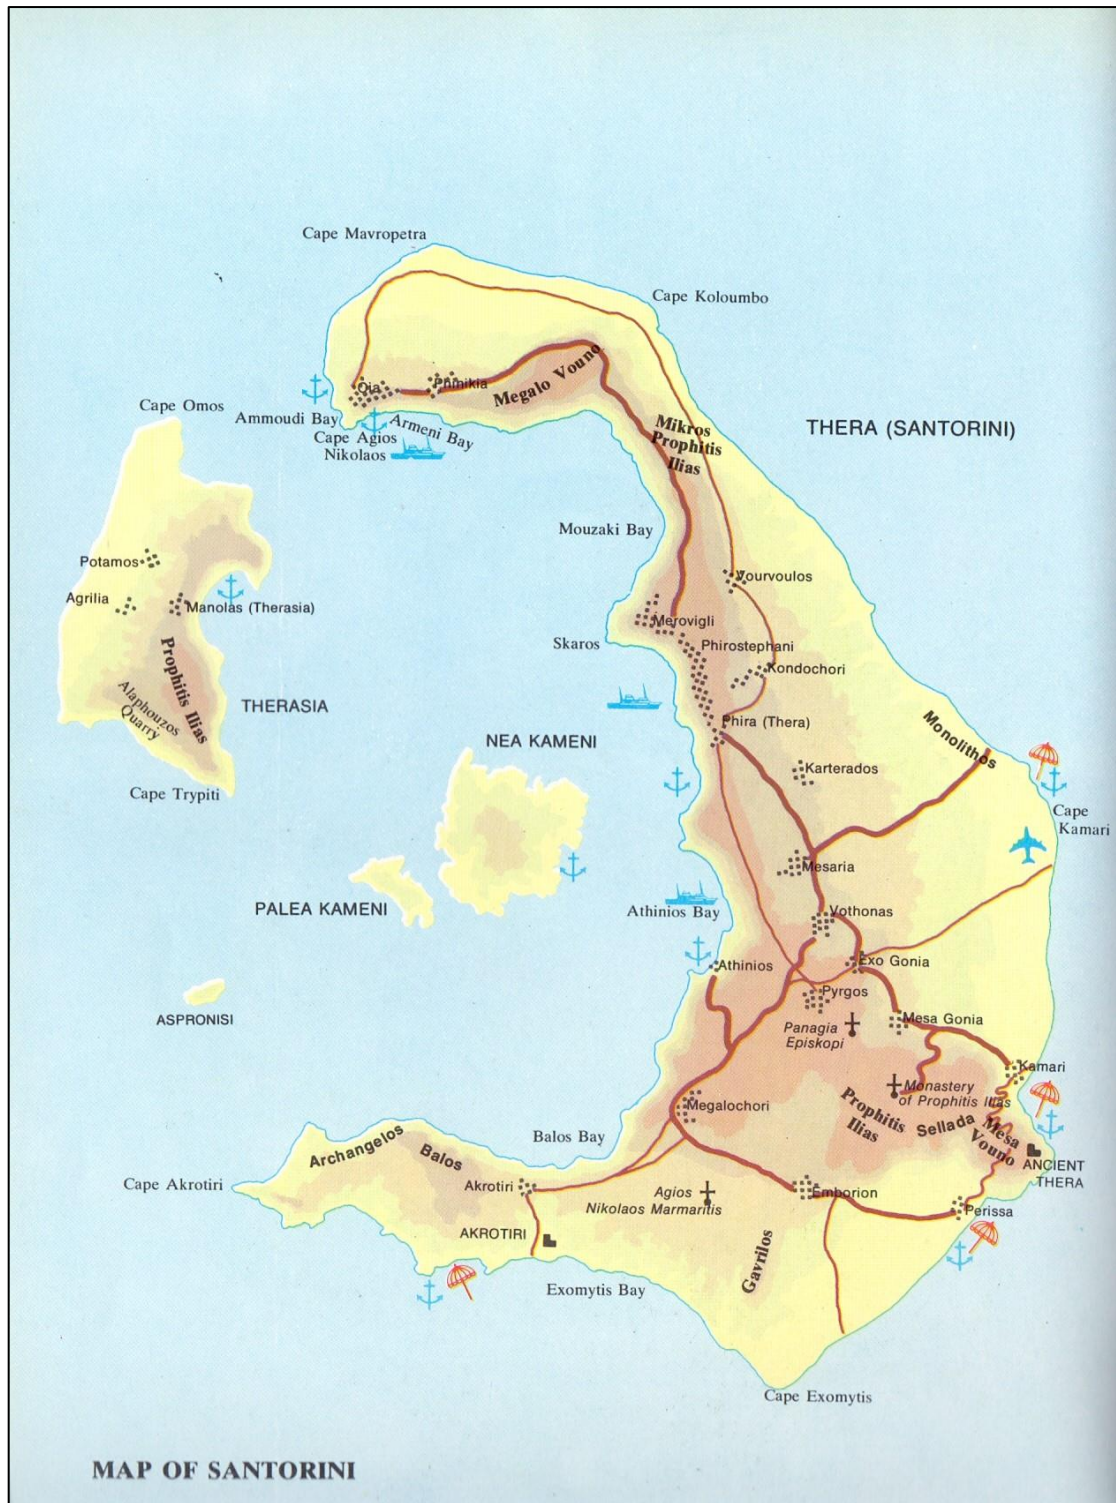 Cape Mavropetra
Cape Koloumbo
Oia
Phinikia
Megalo Vouno
Cape Omos
Ammoudi Bay
Armeni Bay
Cape Agios
Nikolaos
Mikros
Prophitis
Ilias
THERA (SANTORINI)
Mouzaki Bay
Potamos
Vourvoulos
Agrilia
Manolas (Therasia)
Merovigli
Skaros
Phirostephani
Kondochori
Prophitis Ilias
Alaphouzos
Quarry
THERASIA
Phira (Thera)
Monolithos
NEA KAMENI
Karterados
Cape Trypiti
Cape
Kamari
Mesaria
PALEA KAMENI
Athinios Bay
Vothonas
Athinios
Exo Gonia
Pyrgos
ASPRONISI
Panagia
Episkopi
Mesa Gonia
Kamari
Monastery
of Prophitis Ilias
Megalochori
Prophitis
Ilias
Sellada
Mesa
Vouno
Balos Bay
Archangelos
Balos
ANCIENT
THERA
Cape Akrotiri
Akrotiri
Agios
Nikolaos Marmaritis
Emborion
Perissa
AKROTIRI
Gavrilos
Exomytis Bay
Cape Exomytis
MAP OF SANTORINI